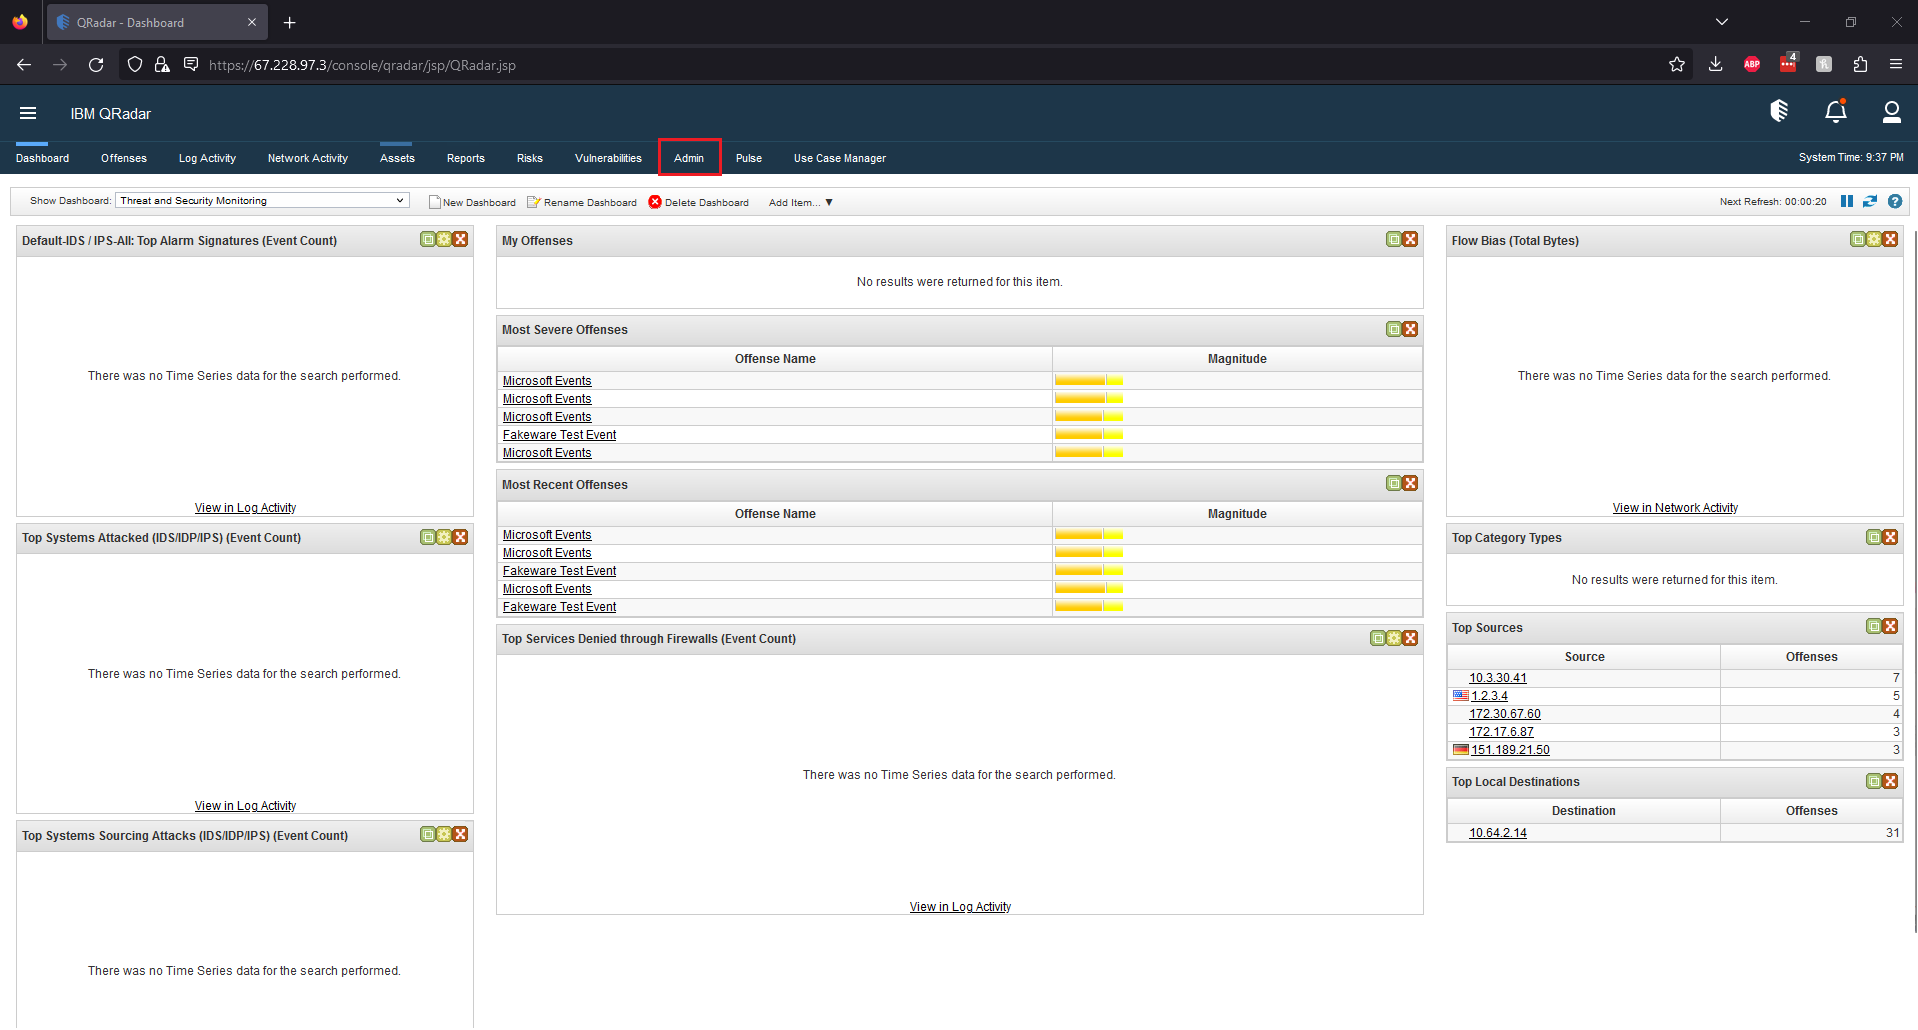 QRadar - Dashboard
https://67.228.97.3/console/qradar/jsp/QRadar.jsp
ABP
4
IBM QRadar
Dashboard Offenses Log Activity Network Activity Assets Reports Risks Vulnerabilities Admin Pulse Use Case Manager System Time: 9:37 PM
Show Dashboard: Threat and Security Monitoring New Dashboard Rename Dashboard Delete Dashboard Add Item... ▼ Next Refresh: 00:00:20
Default-IDS / IPS-All: Top Alarm Signatures (Event Count)
There was no Time Series data for the search performed.
View in Log Activity
Top Systems Attacked (IDS/IDP/IPS) (Event Count)
There was no Time Series data for the search performed.
View in Log Activity
Top Systems Sourcing Attacks (IDS/IDP/IPS) (Event Count)
There was no Time Series data for the search performed.
My Offenses
No results were returned for this item.
Most Severe Offenses
Offense Name Magnitude
Microsoft Events
Microsoft Events
Microsoft Events
Fakeware Test Event
Microsoft Events
Most Recent Offenses
Offense Name Magnitude
Microsoft Events
Microsoft Events
Fakeware Test Event
Microsoft Events
Fakeware Test Event
Top Services Denied through Firewalls (Event Count)
There was no Time Series data for the search performed.
View in Log Activity
Flow Bias (Total Bytes)
There was no Time Series data for the search performed.
View in Network Activity
Top Category Types
No results were returned for this item.
Top Sources
Source Offenses
10.3.30.41 7
1.2.3.4 5
172.30.67.60 4
172.17.6.87 3
151.189.21.50 3
Top Local Destinations
Destination Offenses
10.64.2.14 31